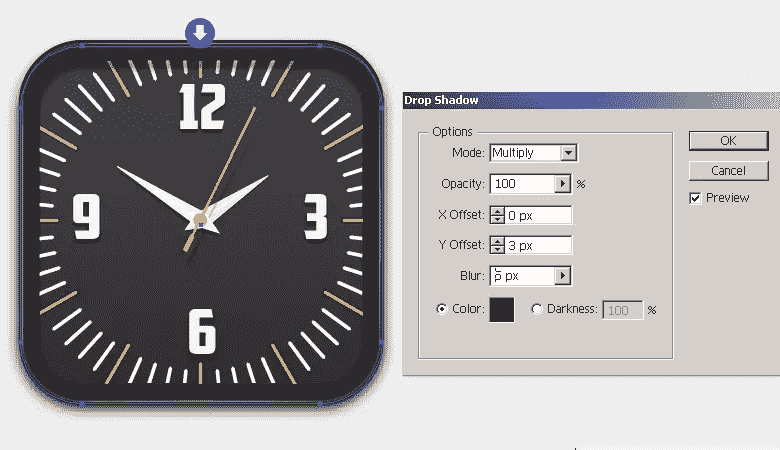 12
9
3
6
Drop Shadow
Options
Mode: Multiply
OK
Opacity: 100 %
Cancel
X Offset: 0 px
Preview
Y Offset: 3 px
Blur: px
Color: Darkness: 100 %